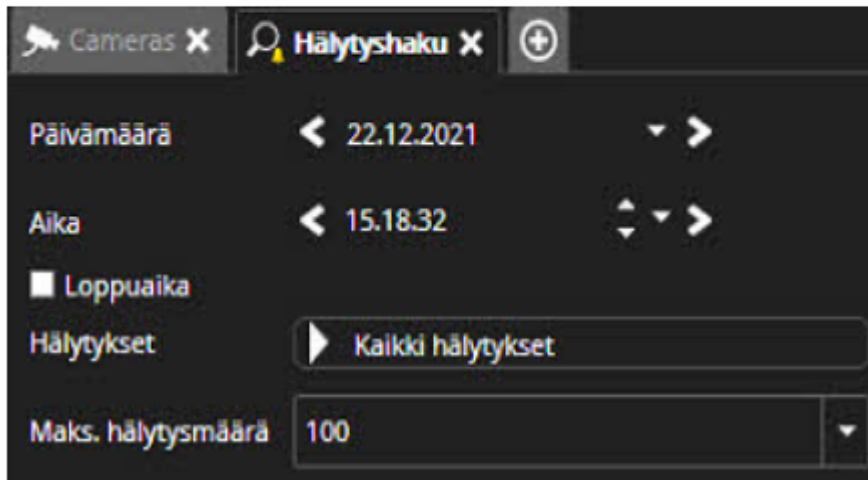 Cameras Hälytyshaku
Päivämäärä 22.12.2021
Aika 15.18.32
Loppuaika
Hälytykset Kaikki hälytykset
Maks. hälytysmäärä 100